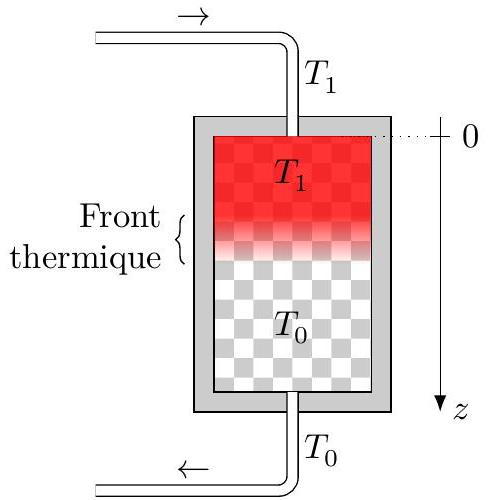 →
T₁
0
T₁
Front
thermique
T₀
z
T₀
←